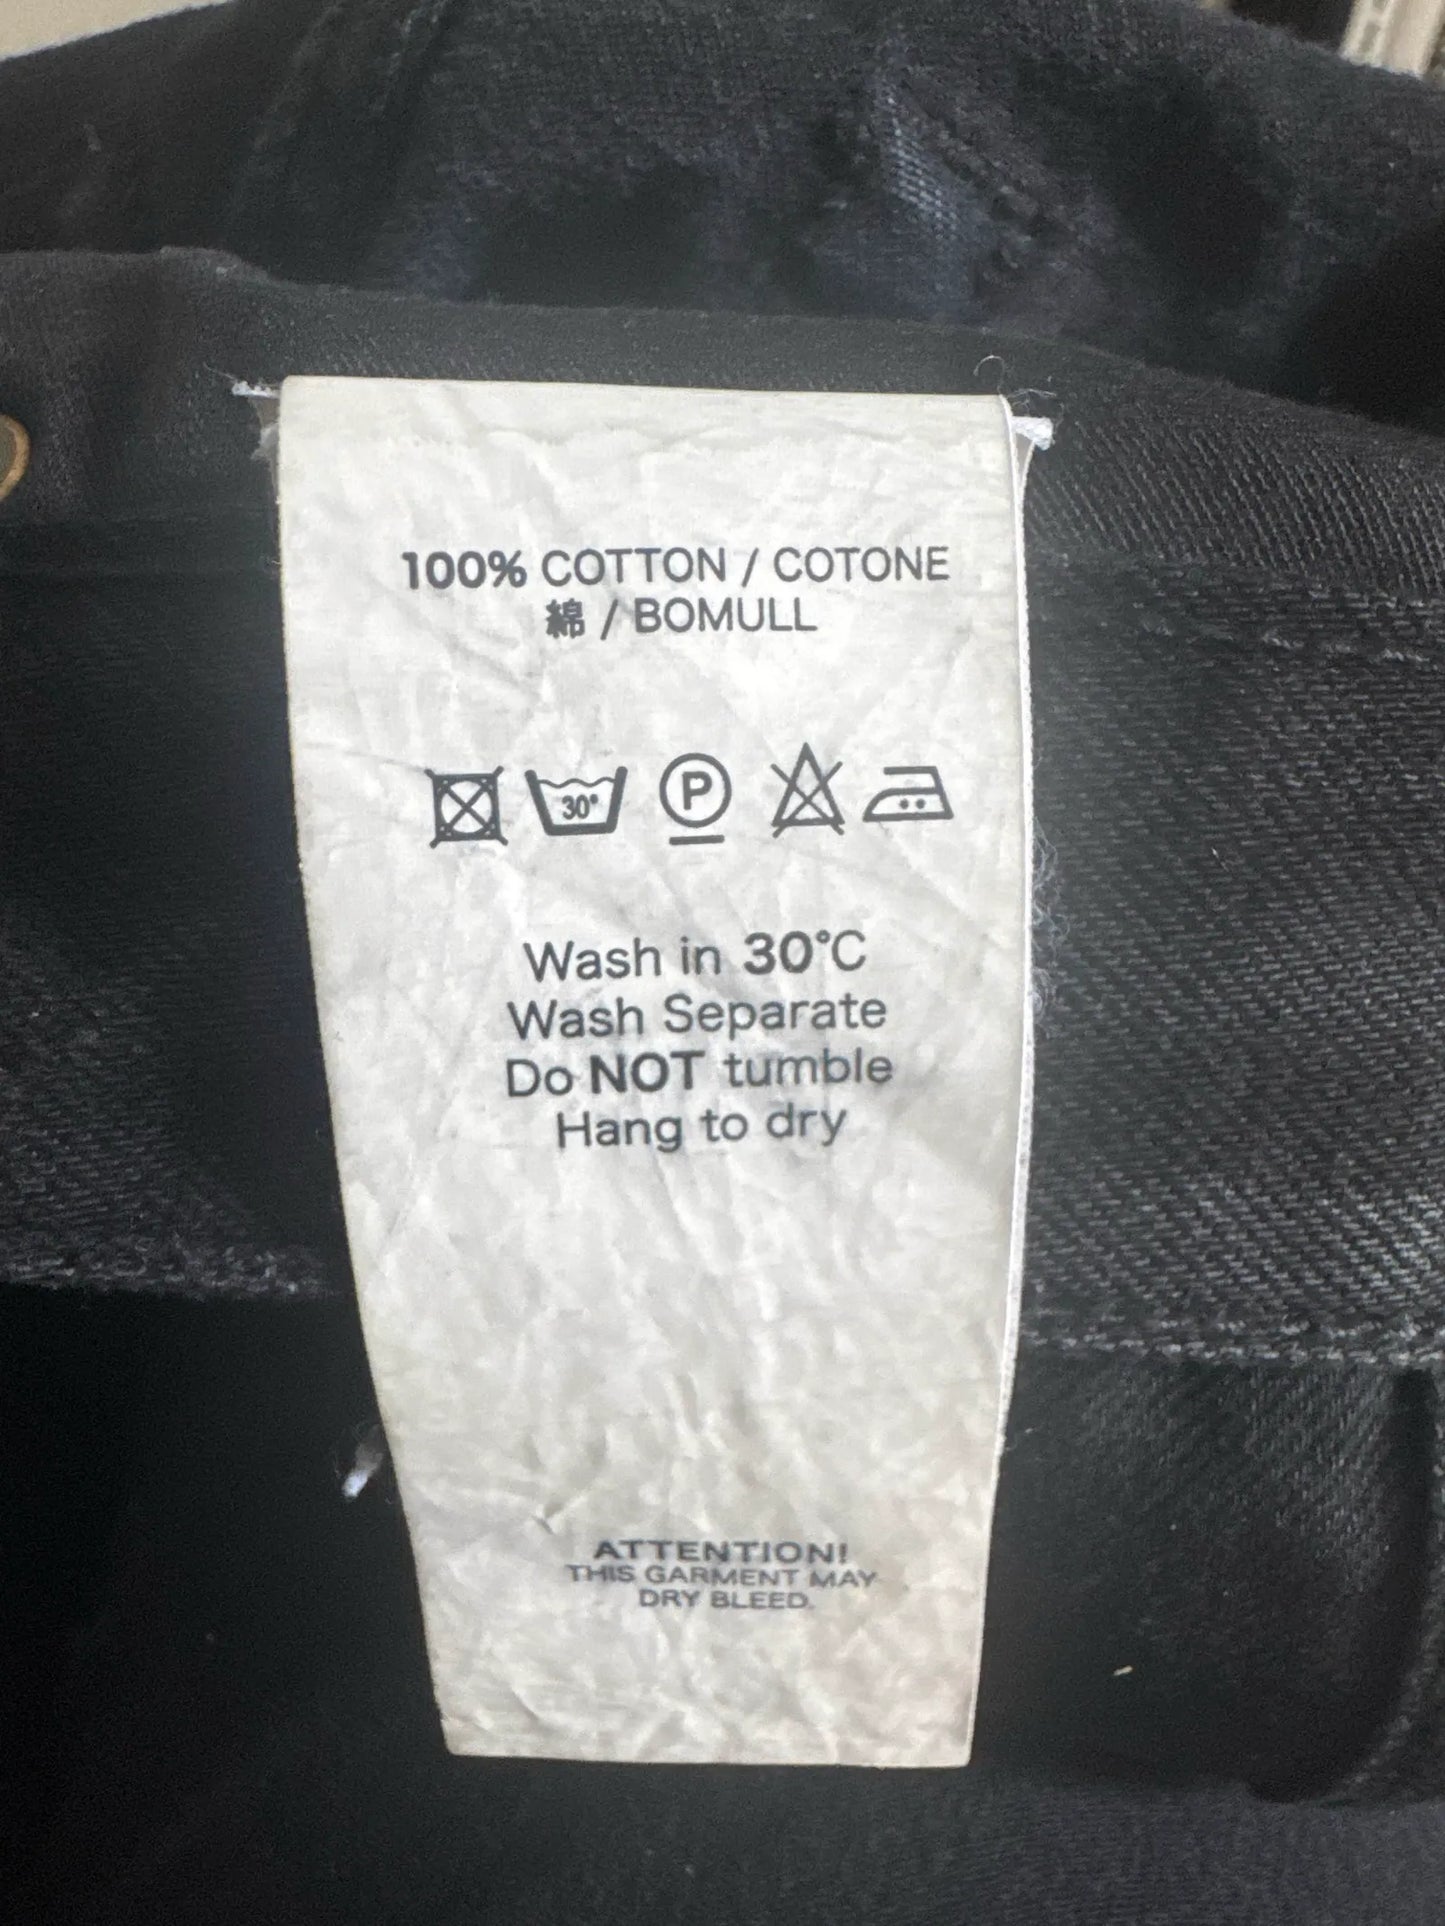 100% COTTON / COTONE
綿 / BOMULL
30°
P
Wash in 30°C
Wash Separate
Do NOT tumble
Hang to dry
ATTENTION!
THIS GARMENT MAY
DRY BLEED.